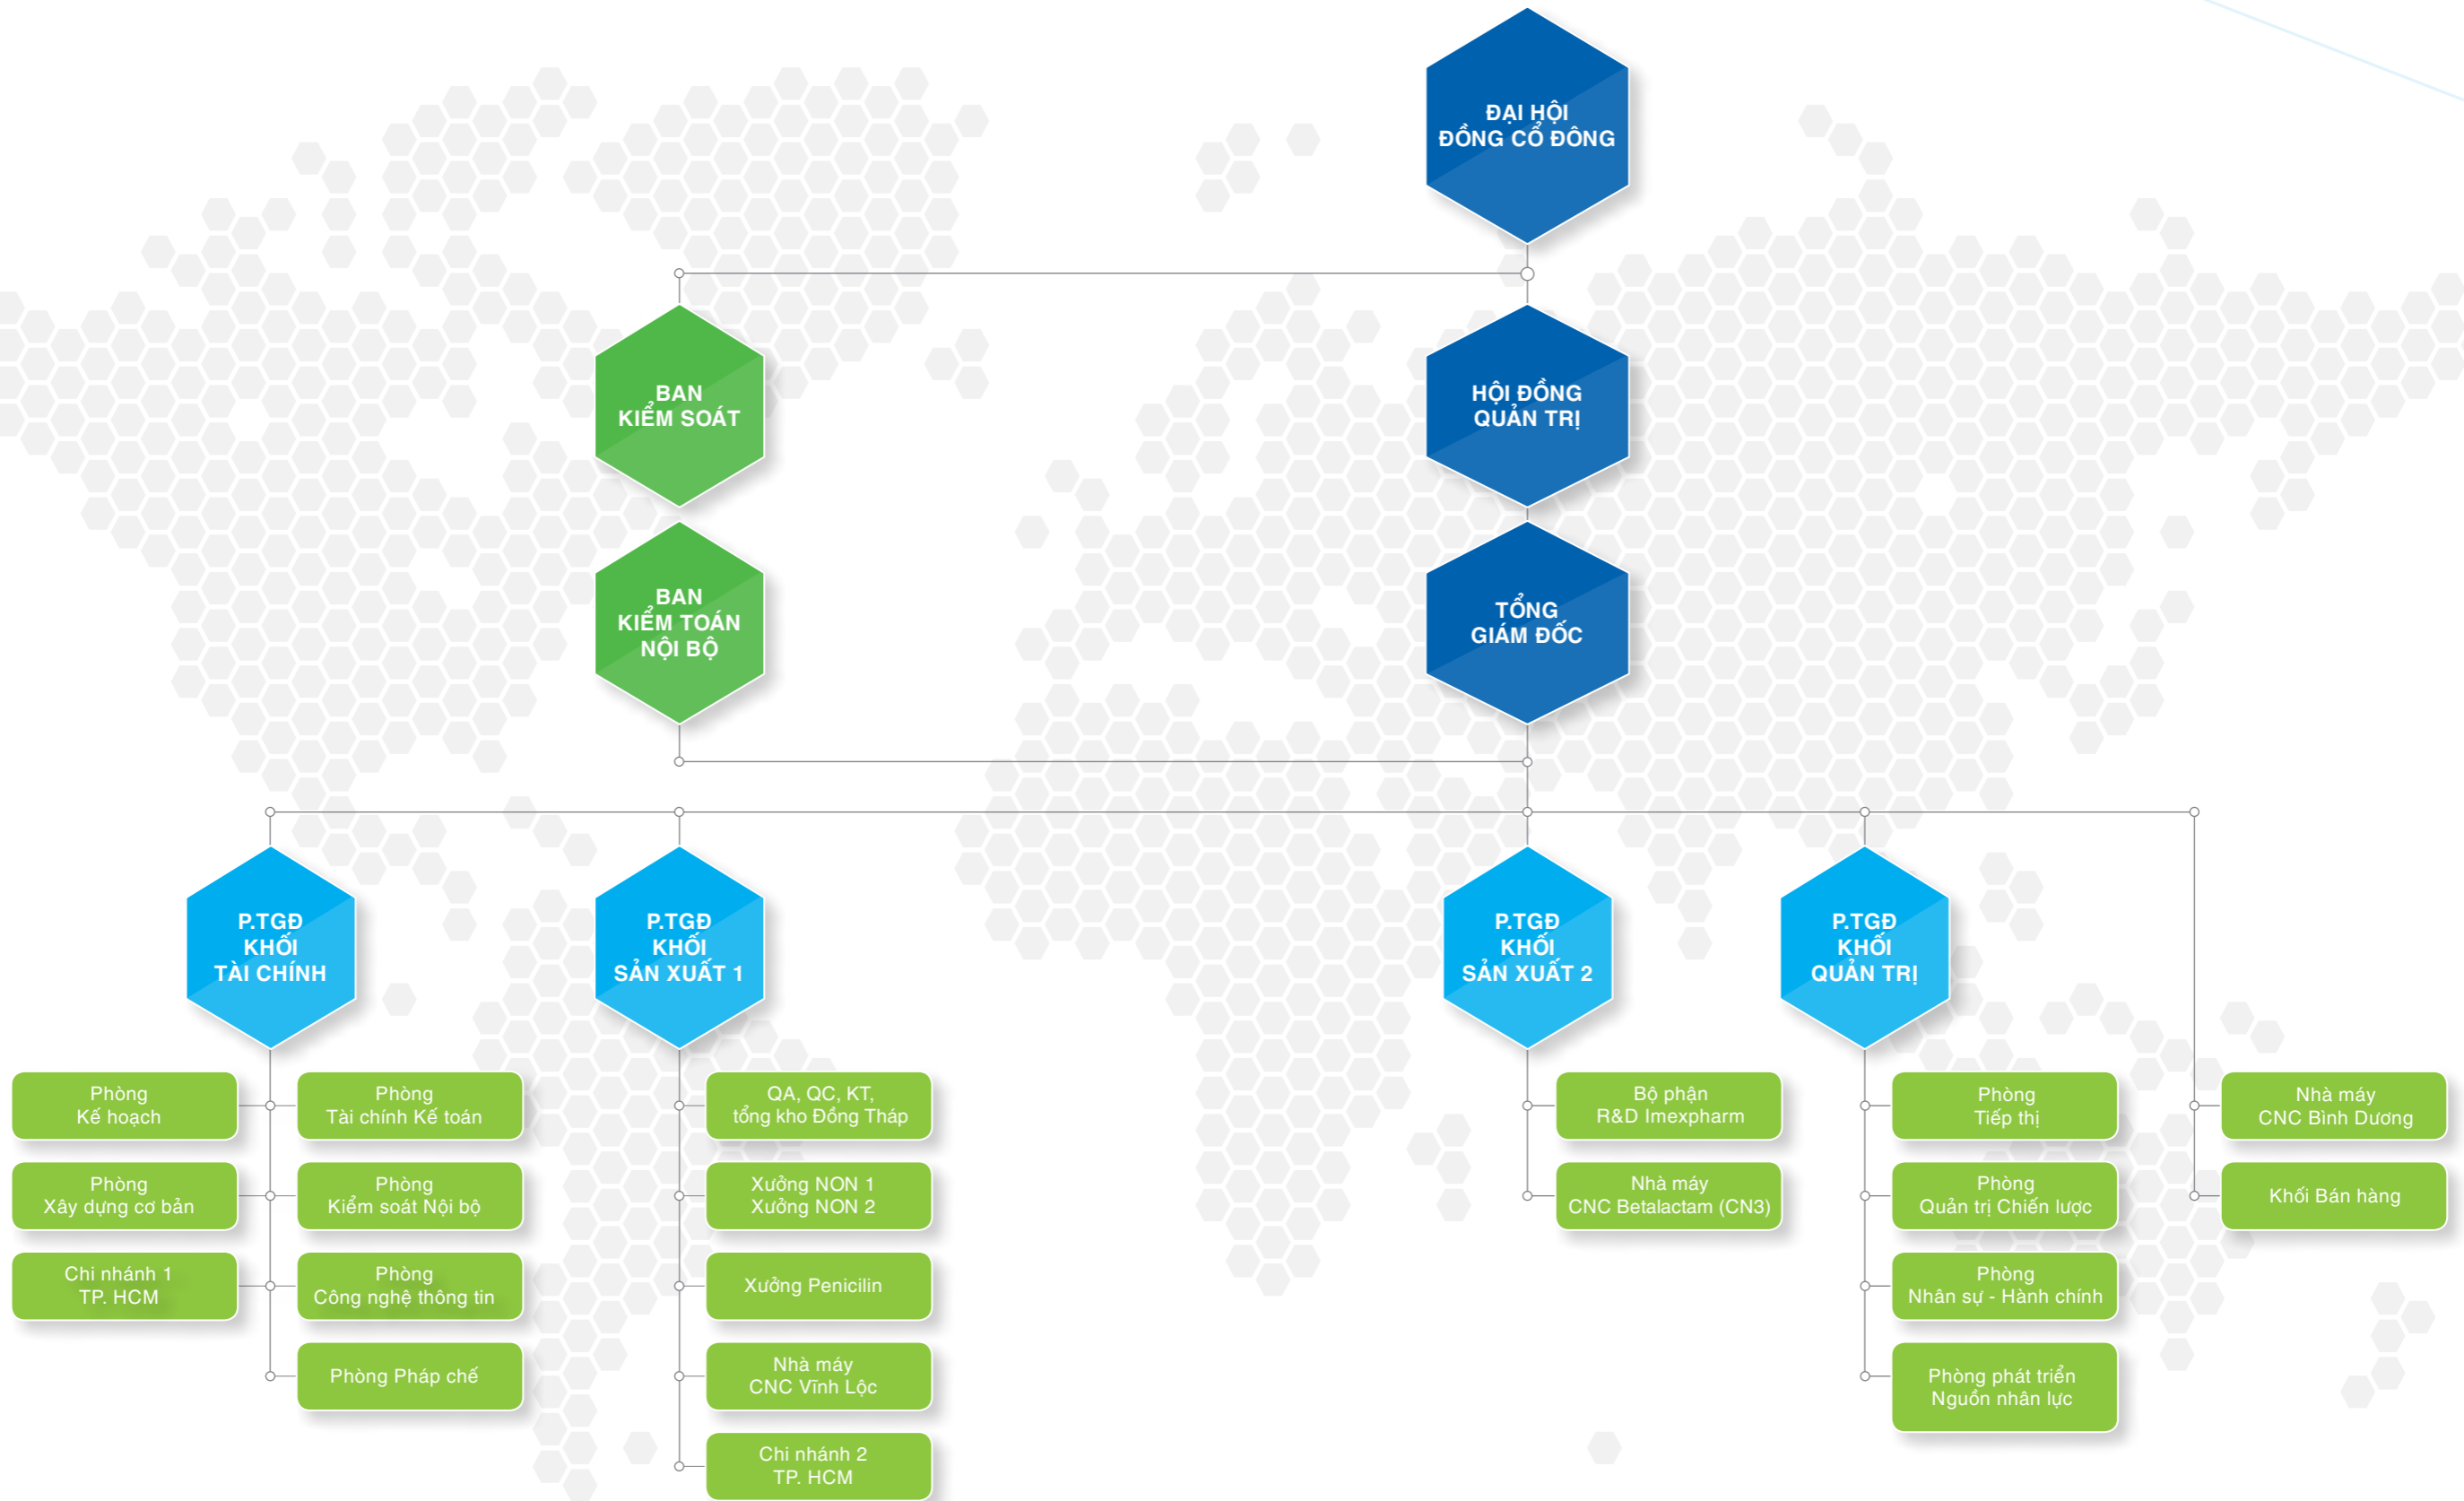 ĐẠI HỘI
ĐỒNG CỔ ĐÔNG
BAN
KIỂM SOÁT
HỘI ĐỒNG
QUẢN TRỊ
BAN
KIỂM TOÁN
NỘI BỘ
TỔNG
GIÁM ĐỐC
P.TGĐ
KHỐI
TÀI CHÍNH
P.TGĐ
KHỐI
SẢN XUẤT 1
P.TGĐ
KHỐI
SẢN XUẤT 2
P.TGĐ
KHỐI
QUẢN TRỊ
Phòng
Kế hoạch
Phòng
Xây dựng cơ bản
Chi nhánh 1
TP. HCM
Phòng
Tài chính Kế toán
Phòng
Kiểm soát Nội bộ
Phòng
Công nghệ thông tin
Phòng Pháp chế
QA, QC, KT,
tổng kho Đồng Tháp
Xưởng NON 1
Xưởng NON 2
Xưởng Penicilin
Nhà máy
CNC Vĩnh Lộc
Chi nhánh 2
TP. HCM
Bộ phận
R&D Imexpharm
Nhà máy
CNC Betalactam (CN3)
Phòng
Tiếp thị
Phòng
Quản trị Chiến lược
Phòng
Nhân sự - Hành chính
Phòng phát triển
Nguồn nhân lực
Nhà máy
CNC Bình Dương
Khối Bán hàng